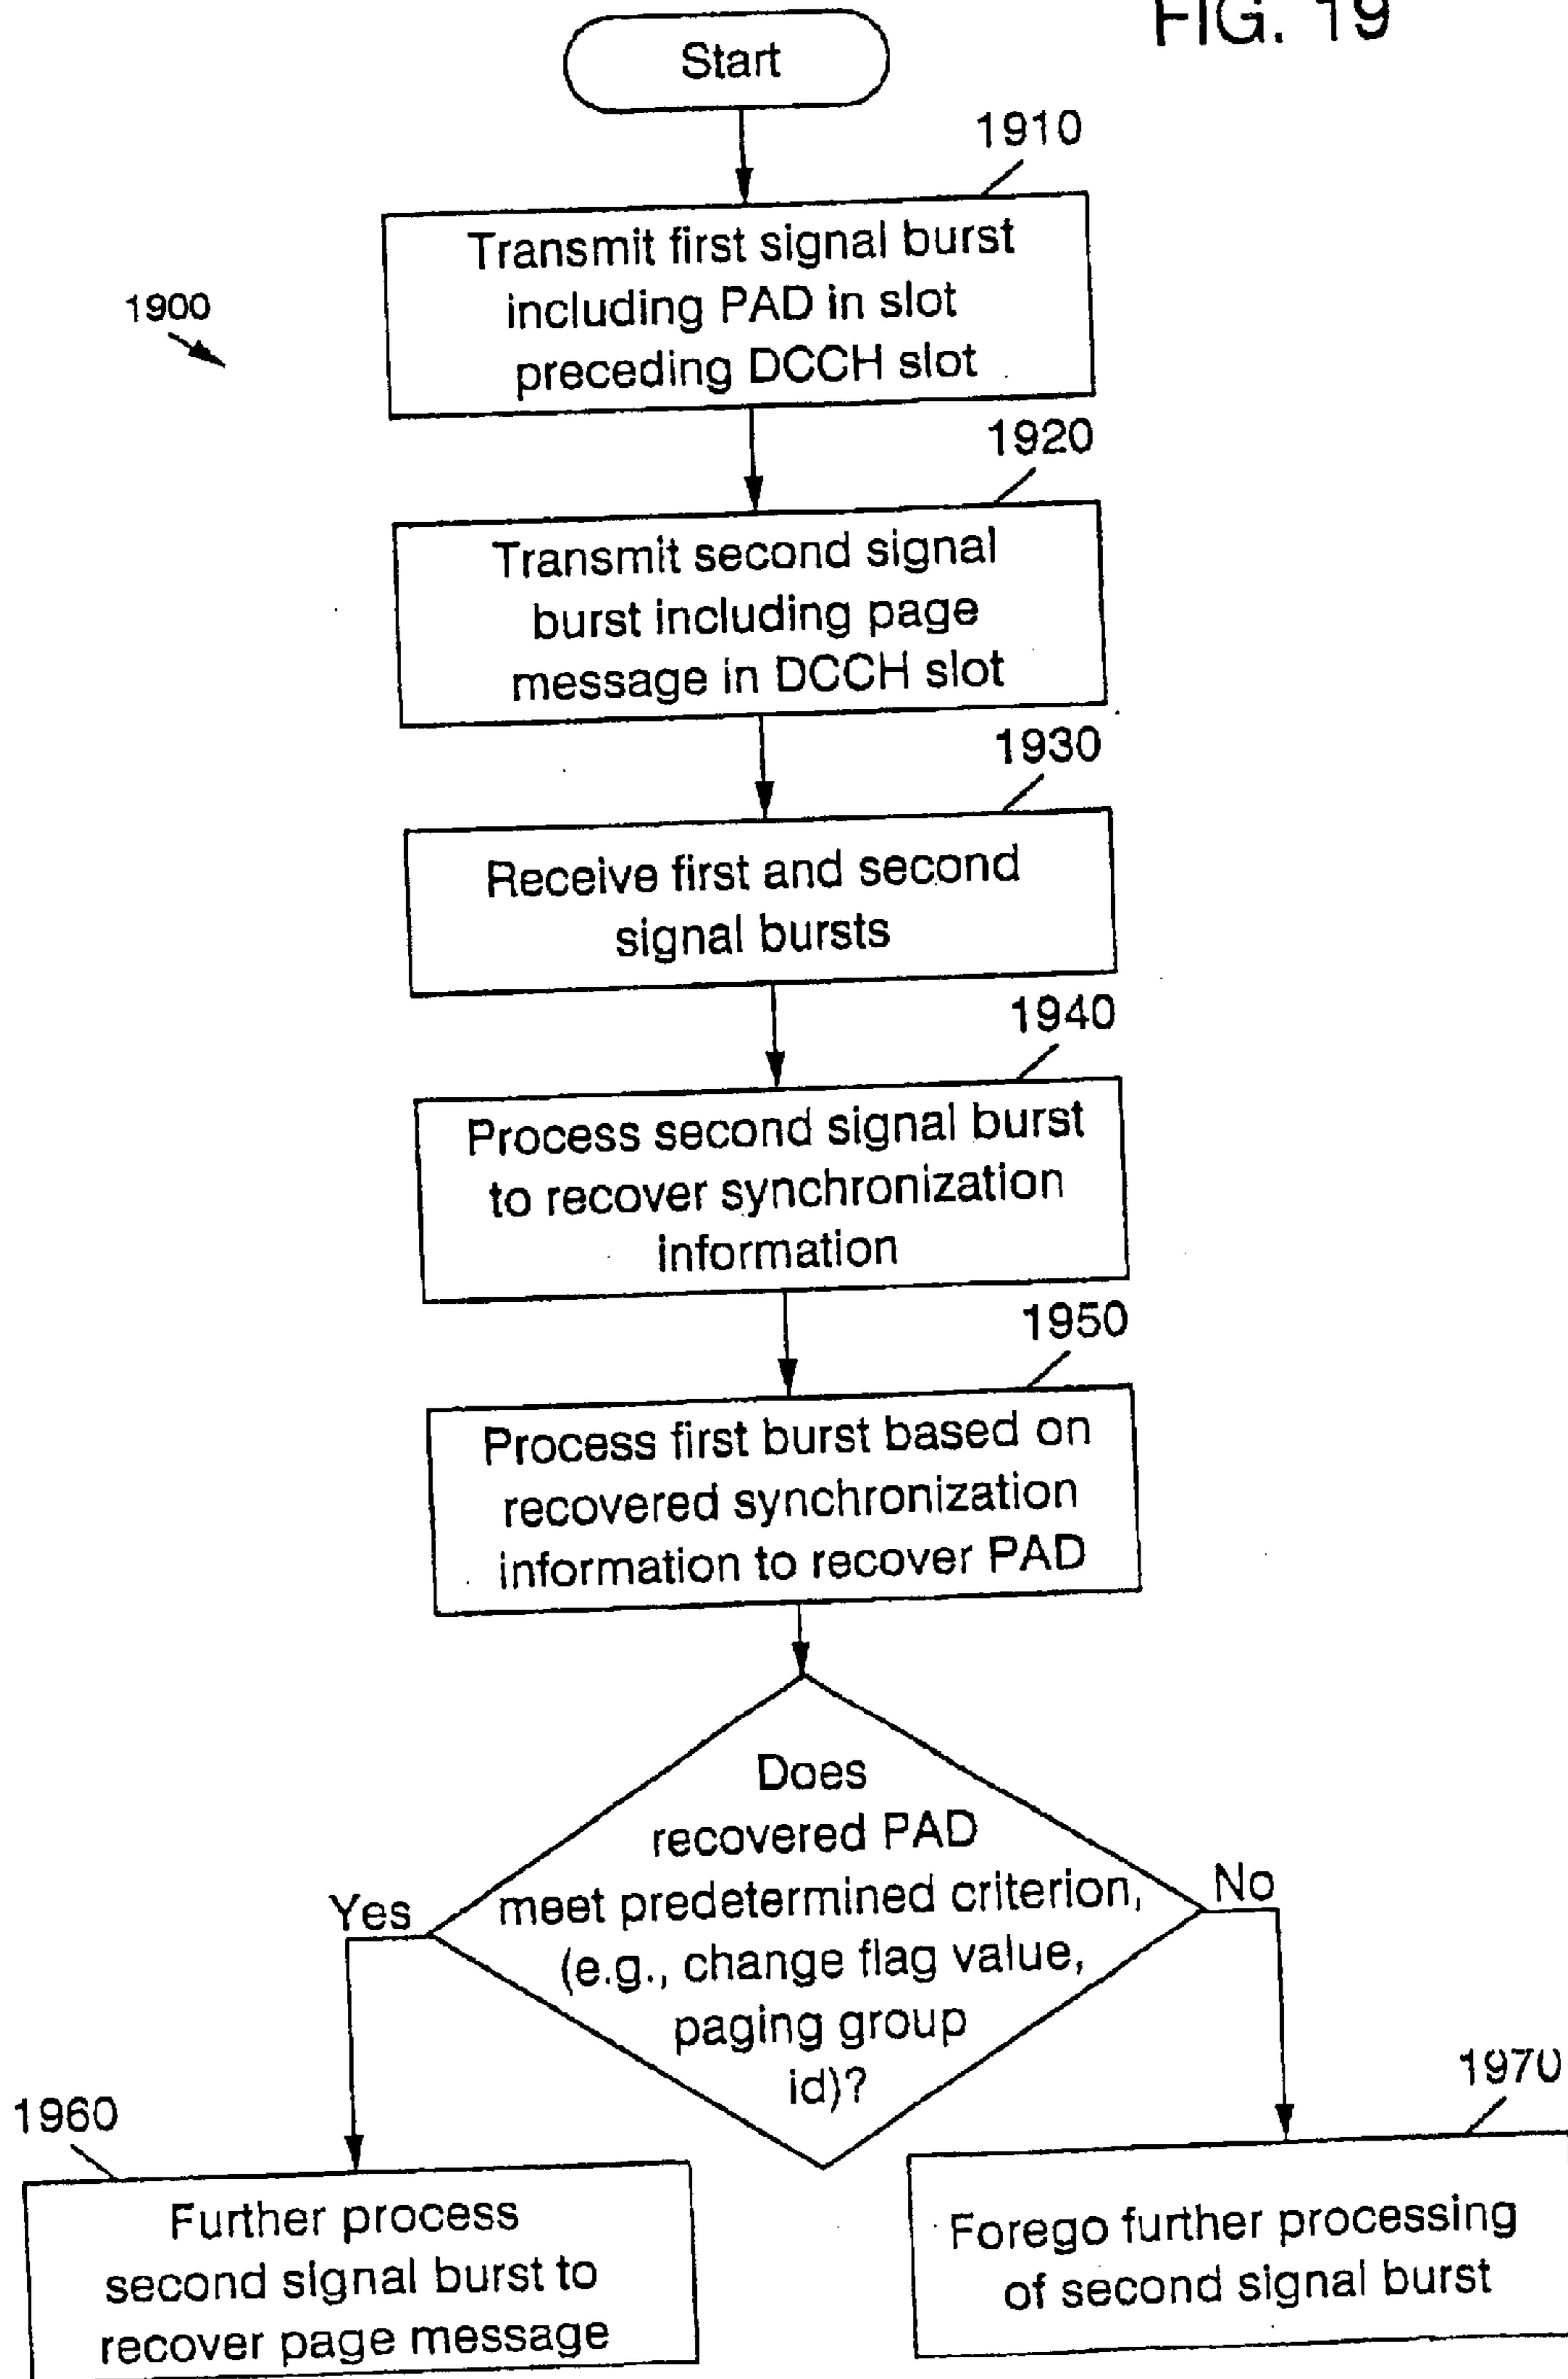 FIG. 19
Start
1910
Transmit first signal burst
including PAD in slot
preceding DCCH slot
1900
1920
Transmit second signal
burst including page
message in DCCH slot
1930
Receive first and second
signal bursts
1940
Process second signal burst
to recover synchronization
information
1950
Process first burst based on
recovered synchronization
information to recover PAD
Does
recovered PAD
meet predetermined criterion,
(e.g., change flag value,
paging group
id)?
Yes
No
1960
Further process
second signal burst to
recover page message
1970
Forego further processing
of second signal burst